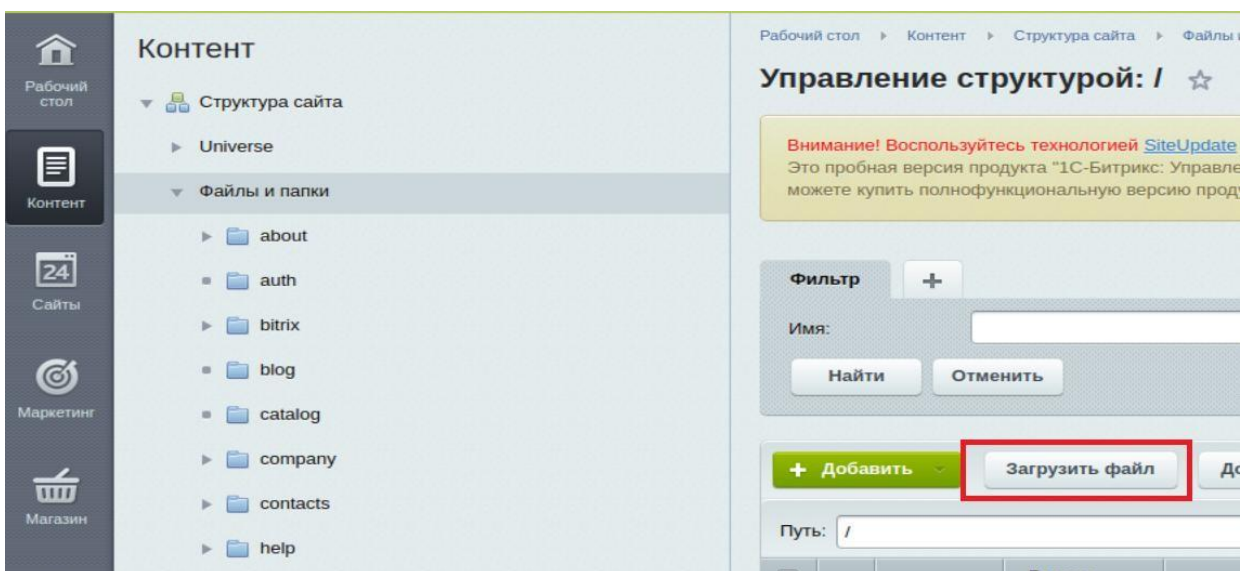 Рабочий
стол
Контент
24
Сайты
Маркетинг
Магазин
Контент
Структура сайта
Universe
Файлы и папки
about
auth
bitrix
blog
catalog
company
contacts
help
Рабочий стол Контент Структура сайта Файлы
Управление структурой: /
Внимание! Воспользуйтесь технологией SiteUpdate
Это пробная версия продукта "1С-Битрикс:
можете купить полнофункциональную версию
Фильтр +
Имя:
Найти Отменить
+ Добавить Загрузить файл
Путь: /